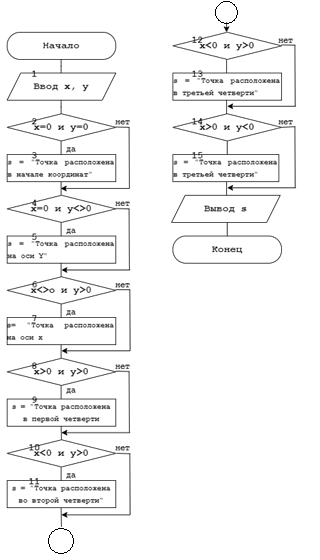 Начало
1
Ввод x, y
2
x=0 и y=0
нет
да
3
s = "Точка расположена
в начале координат"
4
x=0 и y<>0
нет
да
5
s = "Точка расположена
на оси Y"
6
x<>o и y>0
нет
да
7
s= "Точка расположена
на оси x
8
x>0 и y>0
нет
да
9
s = "Точка расположена
в первой четверти
10
x<0 и y>0
нет
да
11
s = "Точка расположена
во второй четверти"
12
x<0 и y>0
нет
13
s = "Точка расположена
в третьей четверти"
14
x>0 и y<0
нет
15
s = "Точка расположена
в третьей четверти"
Вывод s
Конец